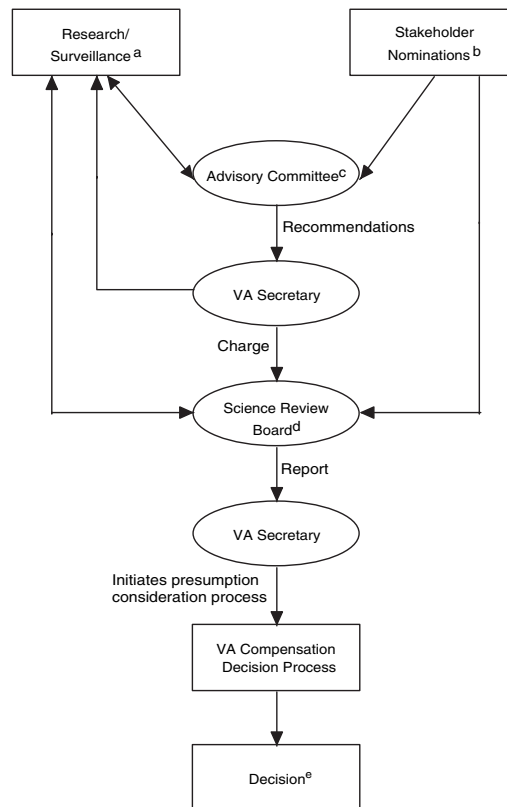 Research/
Surveillance a
Stakeholder
Nominations b
Advisory Committee c
Recommendations
VA Secretary
Charge
Science Review
Board d
Report
VA Secretary
Initiates presumption
consideration process
VA Compensation
Decision Process
Decision e